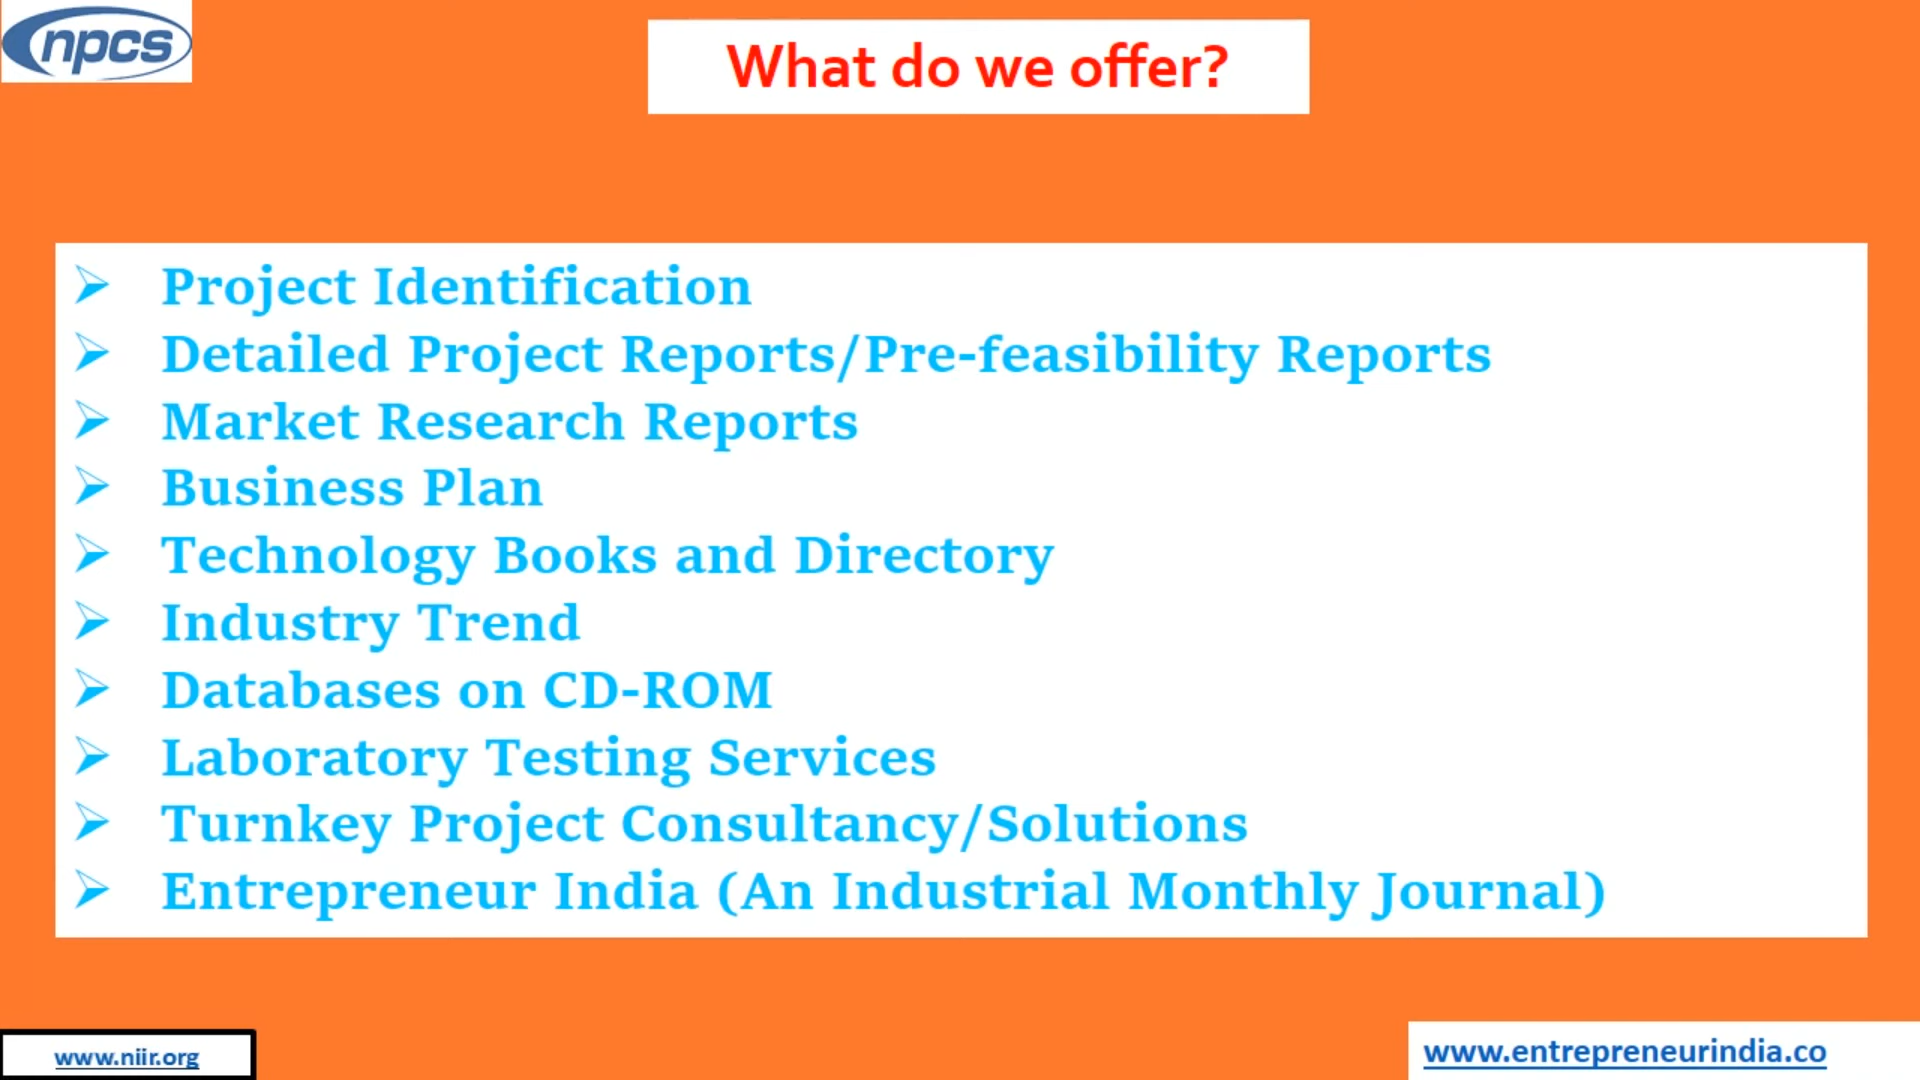 npcs
What do we offer?
Project Identification
Detailed Project Reports/Pre-feasibility Reports
Market Research Reports
Business Plan
Technology Books and Directory
Industry Trend
Databases on CD-ROM
Laboratory Testing Services
Turnkey Project Consultancy/Solutions
Entrepreneur India (An Industrial Monthly Journal)
www.niir.org
www.entrepreneurindia.co